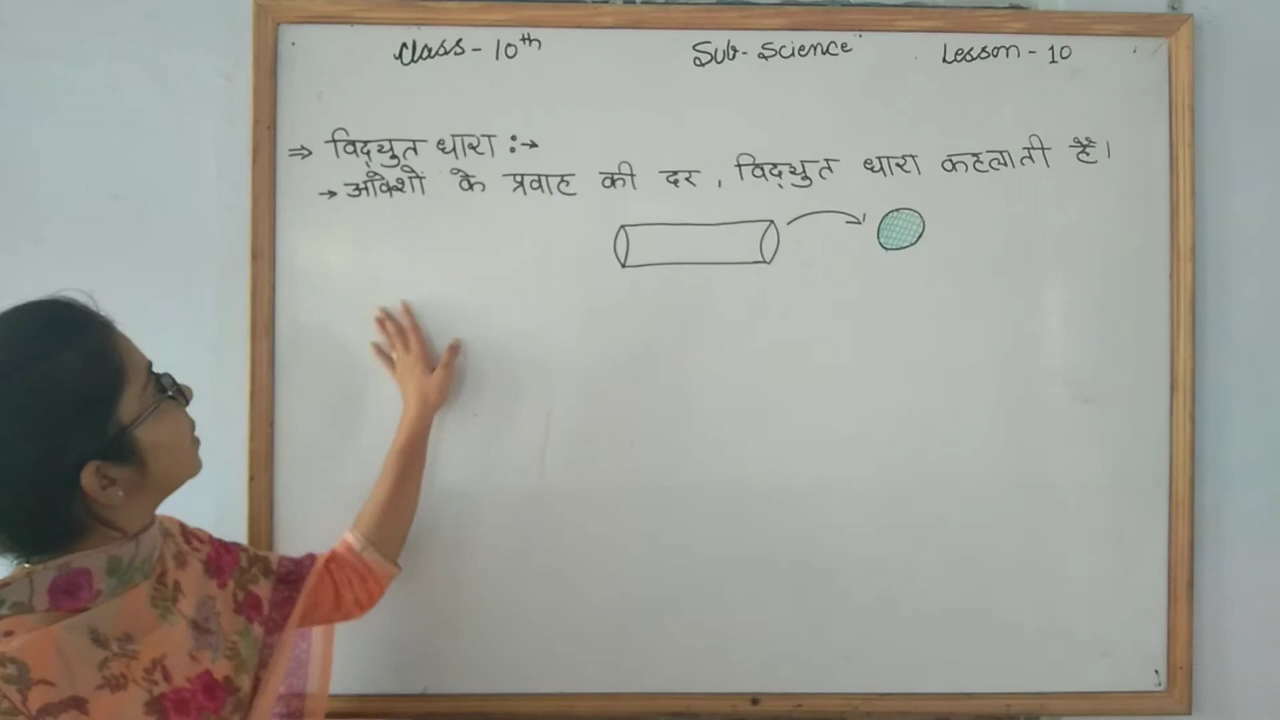 Class - 10th Sub - Science Lesson - 10
⇒ विद्युत धारा :→
→ आवेशो के प्रवाह की दर , विद्युत धारा कहलाती है।